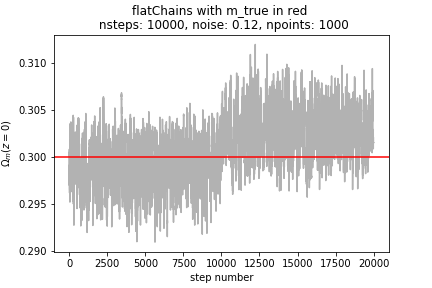 flatChains with m_true in red
nsteps: 10000, noise: 0.12, npoints: 1000
0.310
0.305
0.300
0.295
0.290
Ωm(z = 0)
0 2500 5000 7500 10000 12500 15000 17500 20000
step number